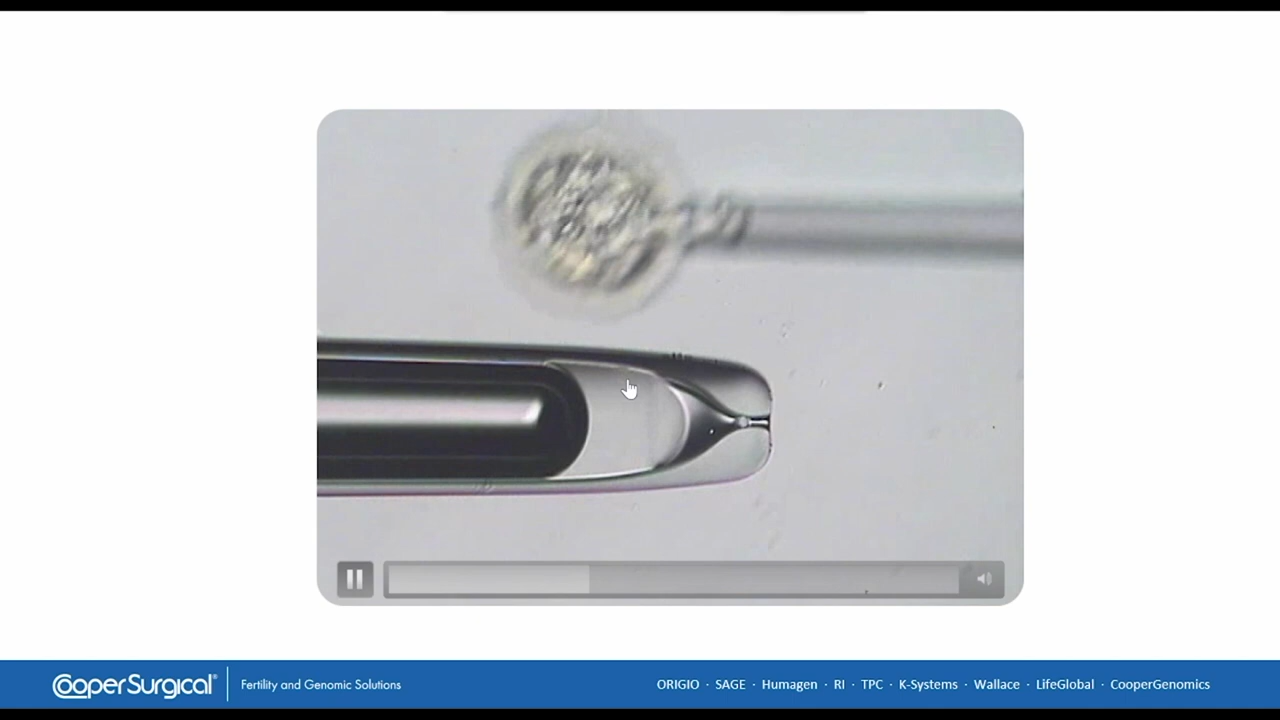 CooperSurgical® Fertility and Genomic Solutions ORIGIO · SAGE · Humagen · RI · TPC · K-Systems · Wallace · LifeGlobal · CooperGenomics